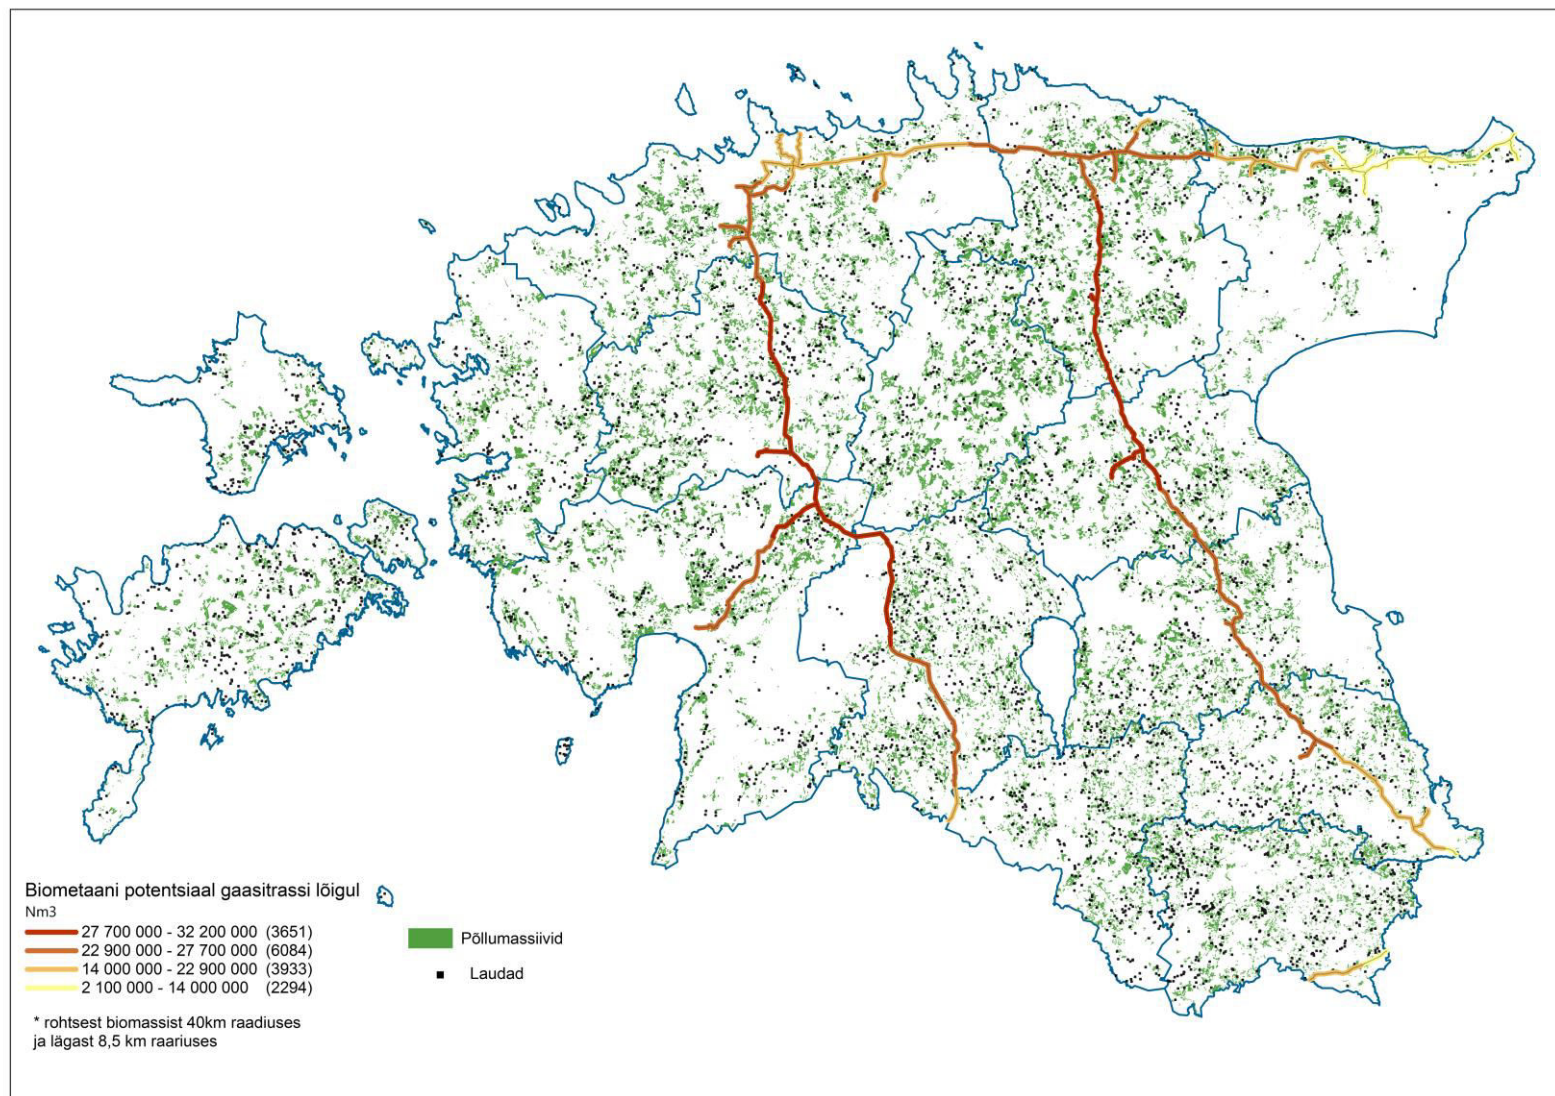 Biometaani potentsiaal gaasitrassi lõigul
Nm3
27 700 000 - 32 200 000 (3651)
22 900 000 - 27 700 000 (6084)
14 000 000 - 22 900 000 (3933)
2 100 000 - 14 000 000 (2294)
* rohtsest biomassist 40km raadiuses
ja lägast 8,5 km raariuses
Põllumassiivid
Laudad